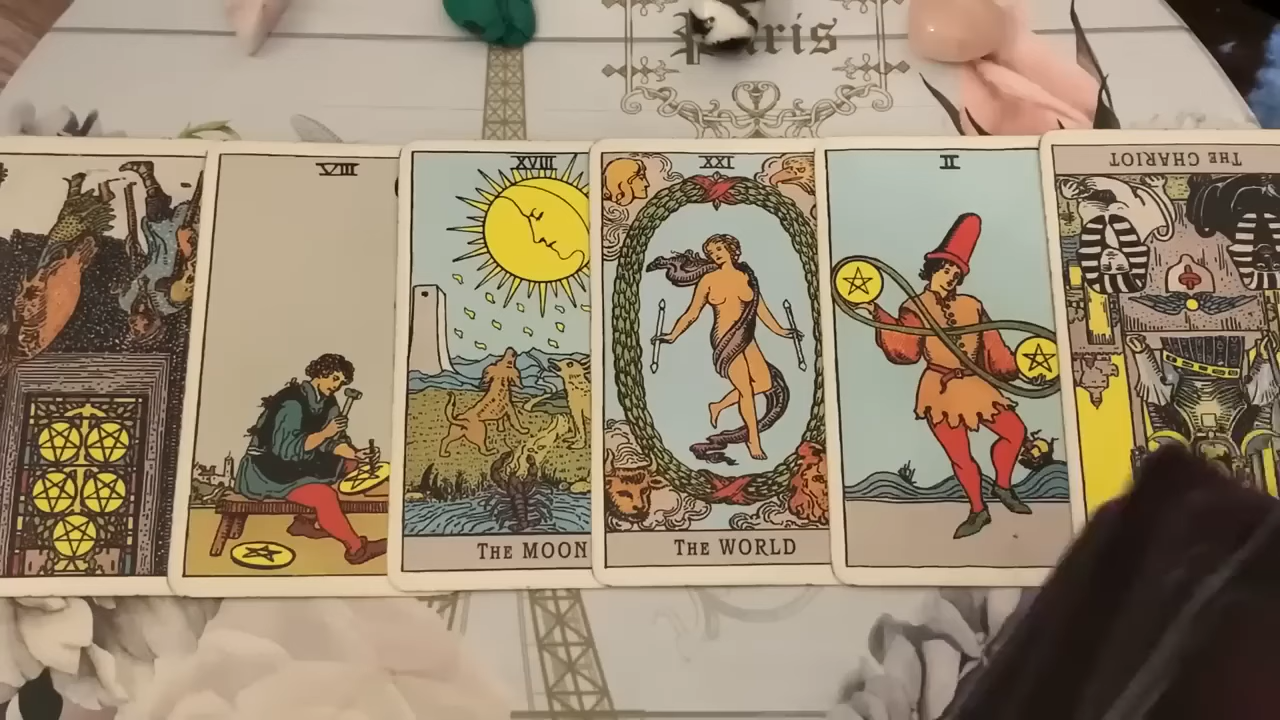 Paris
VIII
XVIII
XXI
II
THE CHARIOT
THE MOON
THE WORLD